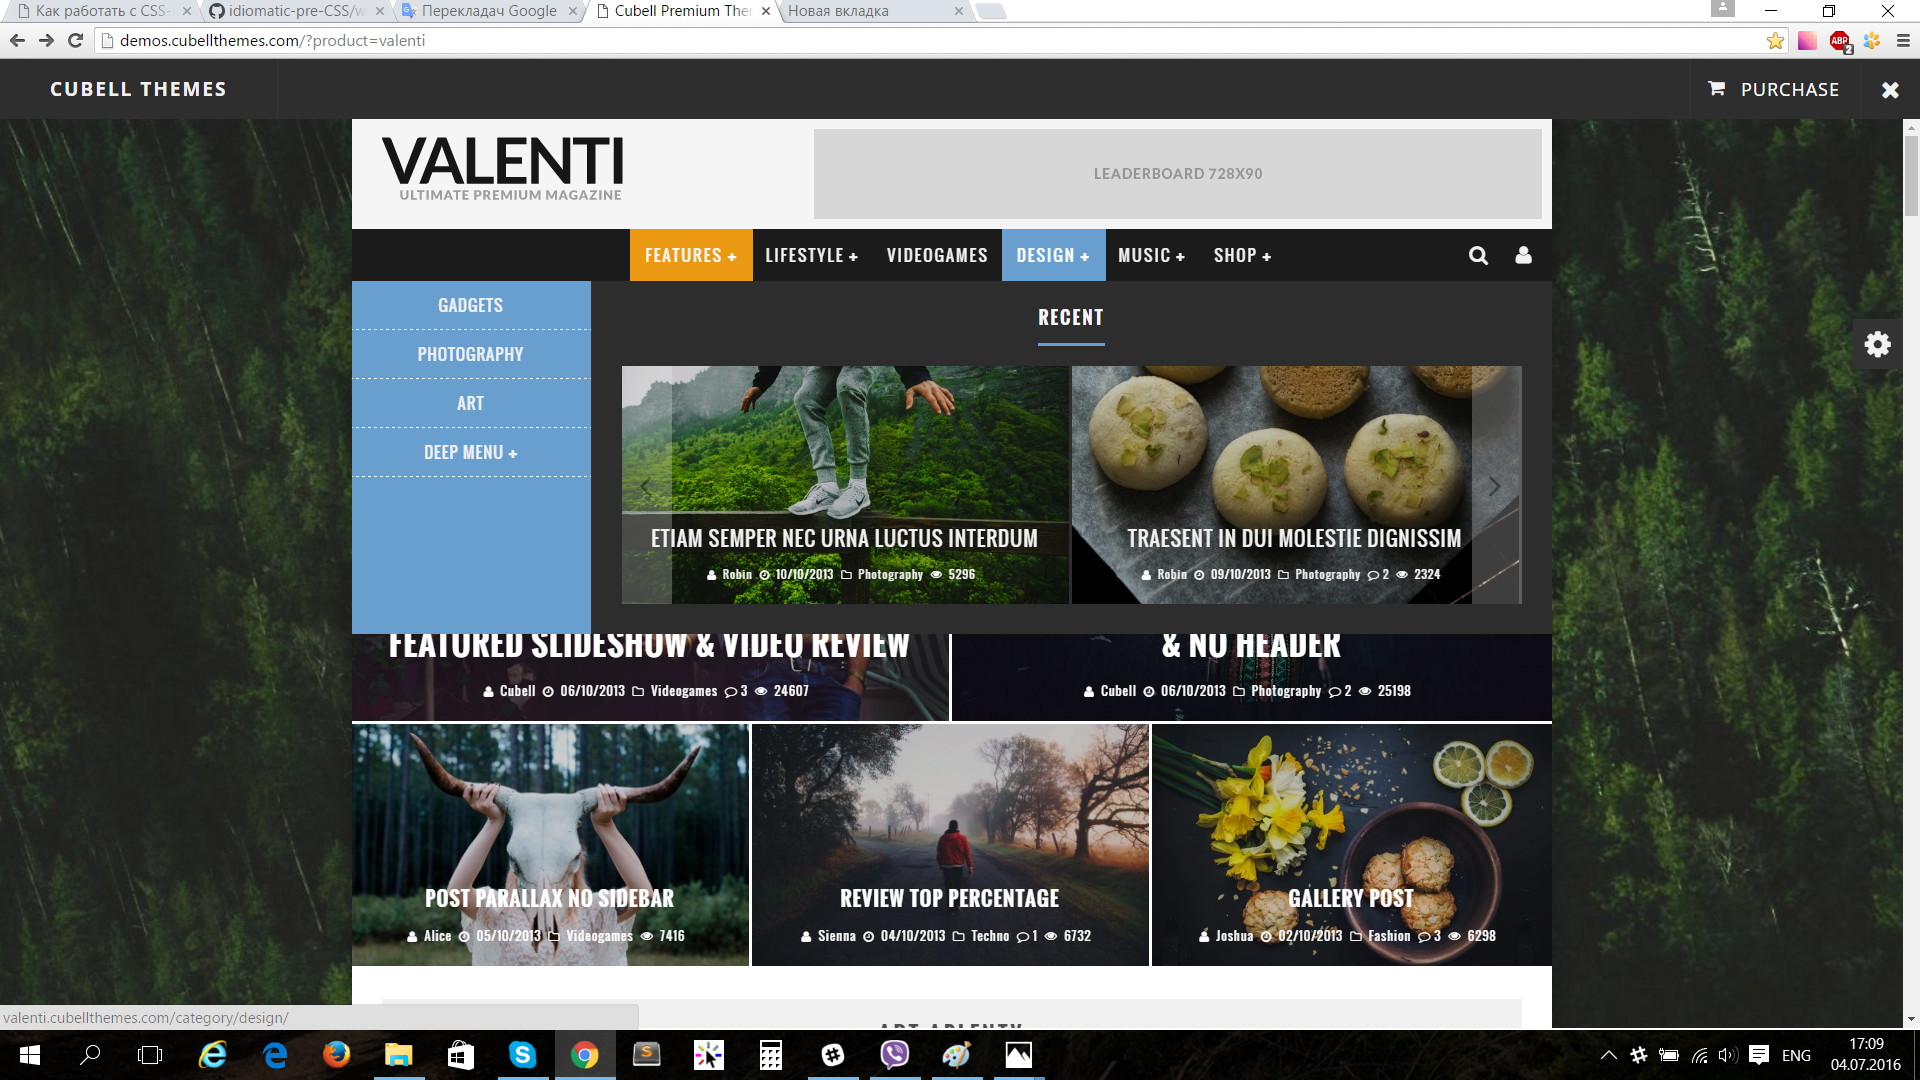 Как работать с CSS-
idiomatic-pre-CSS/w
Перекладач Google
Cubell Premium Ther
Новая вкладка
demos.cubellthemes.com/?product=valenti
ABP
2
CUBELL THEMES
PURCHASE
VALENTI
ULTIMATE PREMIUM MAGAZINE
LEADERBOARD 728X90
FEATURES +
LIFESTYLE +
VIDEOGAMES
DESIGN +
MUSIC +
SHOP +
GADGETS
PHOTOGRAPHY
ART
DEEP MENU +
RECENT
ETIAM SEMPER NEC URNA LUCTUS INTERDUM
Robin 10/10/2013 Photography 5296
TRAESENT IN DUI MOLESTIE DIGNISSIM
Robin 09/10/2013 Photography 2 2324
FEATURED SLIDESHOW & VIDEO REVIEW
Cubell 06/10/2013 Videogames 3 24607
& NO HEADER
Cubell 06/10/2013 Photography 2 25198
POST PARALLAX NO SIDEBAR
Alice 05/10/2013 Videogames 7416
REVIEW TOP PERCENTAGE
Sienna 04/10/2013 Techno 1 6732
GALLERY POST
Joshua 02/10/2013 Fashion 3 6298
valenti.cubellthemes.com/category/design/
ENG
17:09
04.07.2016